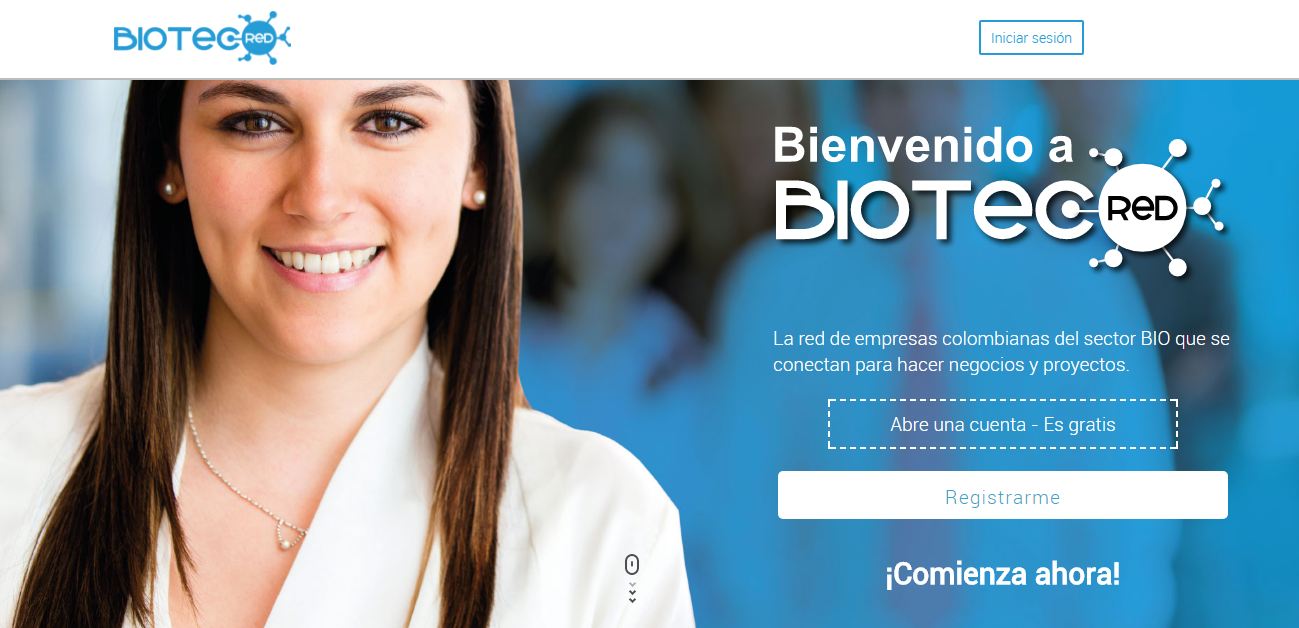 BIOTEC RED
Iniciar sesión
Bienvenido a
BIOTEC RED
La red de empresas colombianas del sector BIO que se
conectan para hacer negocios y proyectos.
Abre una cuenta - Es gratis
Registrarme
¡Comienza ahora!